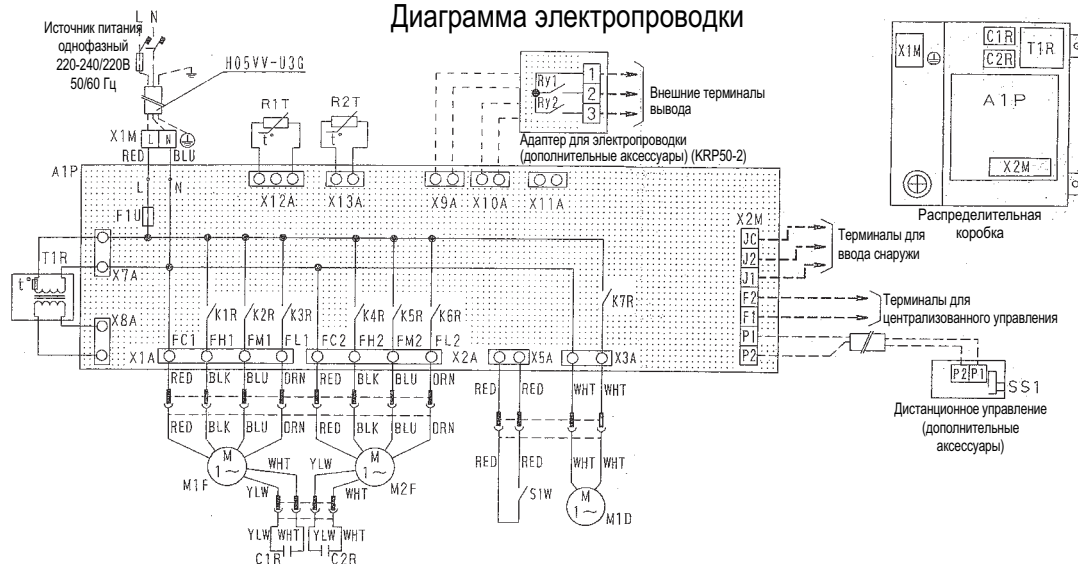 Диаграмма электропроводки
L N
Источник питания
однофазный
220-240/220В
50/60 Гц
H05VV-U3G
X1M
L N
RED BLU
A1P
L N
F1U
R1T
t°
R2T
t°
X12A
X13A
X9A
X10A
X11A
Ry1
Ry2
1
2
3
Внешние терминалы
вывода
Адаптер для электропроводки
(дополнительные аксессуары) (KRP50-2)
X1M
C1R
C2R
T1R
A1P
X2M
Распределительная
коробка
X2M
JC
J2
J1
F2
F1
P1
P2
Терминалы для
ввода снаружи
Терминалы для
централизованного управления
P2 P1
SS1
Дистанционное управление
(дополнительные
аксессуары)
T1R
t°
X7A
X8A
K1R K2R K3R K4R K5R K6R K7R
FC1 FH1 FM1 FL1 FC2 FH2 FM2 FL2
X1A X2A X5A X3A
RED BLK BLU ORN RED BLK BLU ORN RED RED WHT WHT
RED BLK BLU ORN RED BLK BLU ORN RED RED WHT WHT
M
1~
M1F
M
1~
M2F
WHT YLW
YLW WHT
YLW WHT YLW WHT
C1R C2R
S1W
M
1~
M1D